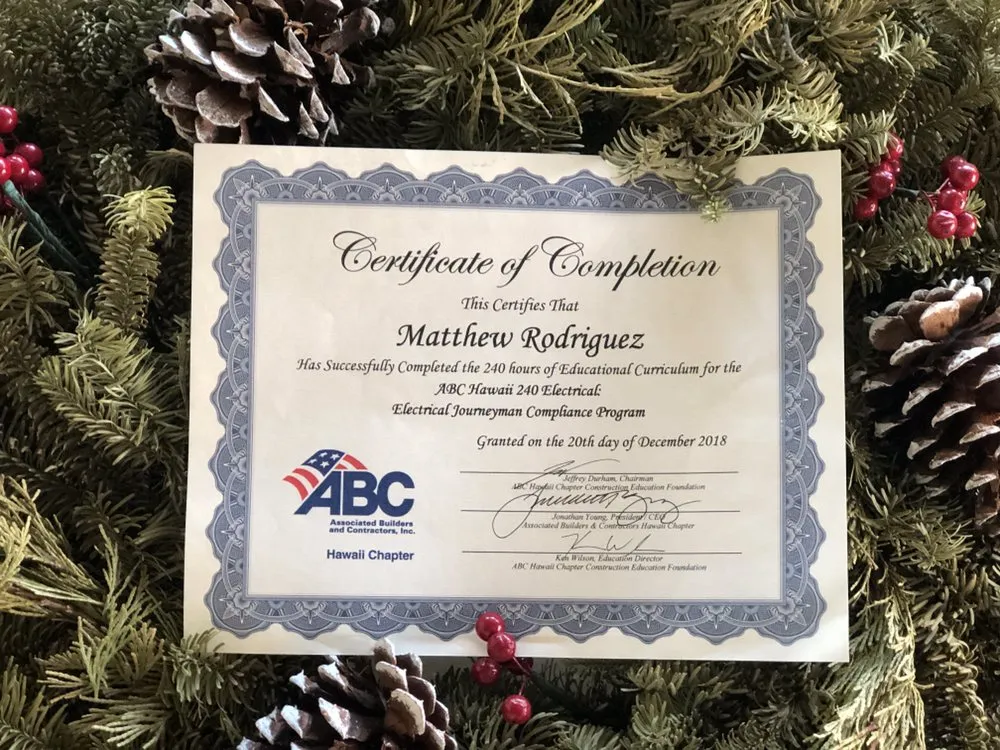 Certificate of Completion
This Certifies That
Matthew Rodriguez
Has Successfully Completed the 240 hours of Educational Curriculum for the
ABC Hawaii 240 Electrical:
Electrical Journeyman Compliance Program
Granted on the 20th day of December 2018
Jeffrey Durham, Chairman
ABC Hawaii Chapter Construction Education Foundation
Jonathan Young, President/ CEO
Associated Builders & Contractors Hawaii Chapter
Wilson, Education Director
ABC Hawaii Chapter Construction Education Foundation
ABC
Associated Builders
and Contractors, Inc.
Hawaii Chapter